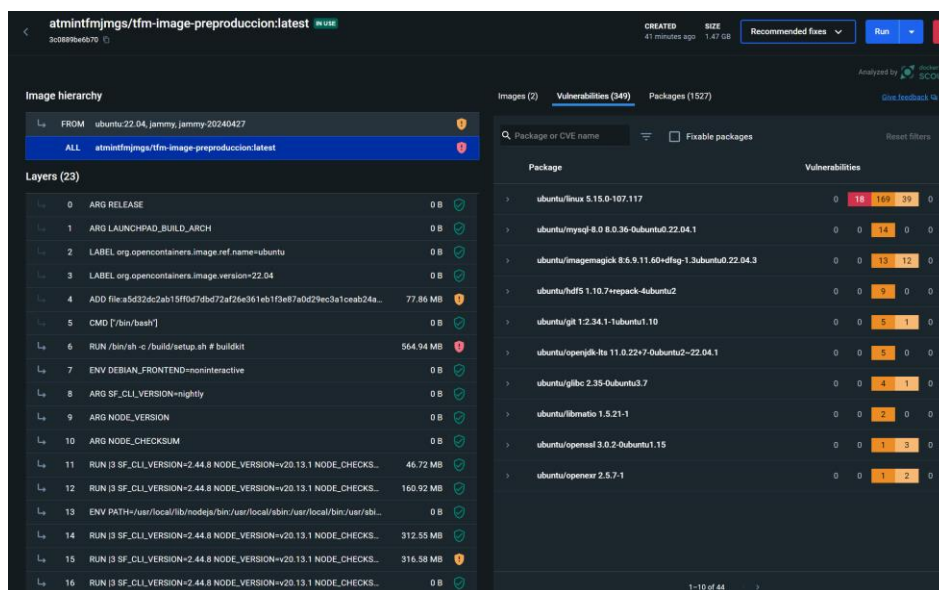 atmintfmjmgs/tfm-image-preproduccion:latest IN USE
3c0889be6b70
CREATED SIZE
41 minutes ago 1.47 GB
Recommended fixes
Run
Analyzed by docker
SCOU
Image hierarchy
FROM ubuntu:22.04, jammy, jammy-20240427
ALL atmintfmjmgs/tfm-image-preproduccion:latest
Layers (23)
0 ARG RELEASE 0 B
1 ARG LAUNCHPAD_BUILD_ARCH 0 B
2 LABEL org.opencontainers.image.ref.name=ubuntu 0 B
3 LABEL org.opencontainers.image.version=22.04 0 B
4 ADD file:a5d32dc2ab15ff0d7dbd72af26e361eb1f3e87a0d29ec3a1ceab24a... 77.86 MB
5 CMD ["/bin/bash"] 0 B
6 RUN /bin/sh -c /build/setup.sh # buildkit 564.94 MB
7 ENV DEBIAN_FRONTEND=noninteractive 0 B
8 ARG SF_CLI_VERSION=nightly 0 B
9 ARG NODE_VERSION 0 B
10 ARG NODE_CHECKSUM 0 B
11 RUN |3 SF_CLI_VERSION=2.44.8 NODE_VERSION=v20.13.1 NODE_CHECKS... 46.72 MB
12 RUN |3 SF_CLI_VERSION=2.44.8 NODE_VERSION=v20.13.1 NODE_CHECKS... 160.92 MB
13 ENV PATH=/usr/local/lib/nodejs/bin:/usr/local/sbin:/usr/local/bin:/usr/sbi... 0 B
14 RUN |3 SF_CLI_VERSION=2.44.8 NODE_VERSION=v20.13.1 NODE_CHECKS... 312.55 MB
15 RUN |3 SF_CLI_VERSION=2.44.8 NODE_VERSION=v20.13.1 NODE_CHECKS... 316.58 MB
16 RUN |3 SF_CLI_VERSION=2.44.8 NODE_VERSION=v20.13.1 NODE_CHECKS... 0 B
Images (2) Vulnerabilities (349) Packages (1527) Give feedback
Package or CVE name Fixable packages Reset filters
Package Vulnerabilities
ubuntu/linux 5.15.0-107.117 0 18 169 39 0
ubuntu/mysql-8.0 8.0.36-0ubuntu0.22.04.1 0 0 14 0 0
ubuntu/imagemagick 8:6.9.11.60+dfsg-1.3ubuntu0.22.04.3 0 0 13 12 0
ubuntu/hdf5 1.10.7+repack-4ubuntu2 0 0 9 0 0
ubuntu/git 1:2.34.1-1ubuntu1.10 0 0 5 1 0
ubuntu/openjdk-lts 11.0.22+7-0ubuntu2~22.04.1 0 0 5 0 0
ubuntu/glibc 2.35-0ubuntu3.7 0 0 4 1 0
ubuntu/libmatio 1.5.21-1 0 0 2 0 0
ubuntu/openssl 3.0.2-0ubuntu1.15 0 0 1 3 0
ubuntu/openexr 2.5.7-1 0 0 1 2 0
1–10 of 44